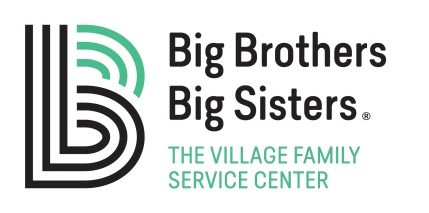 Big Brothers
Big Sisters®
THE VILLAGE FAMILY
SERVICE CENTER